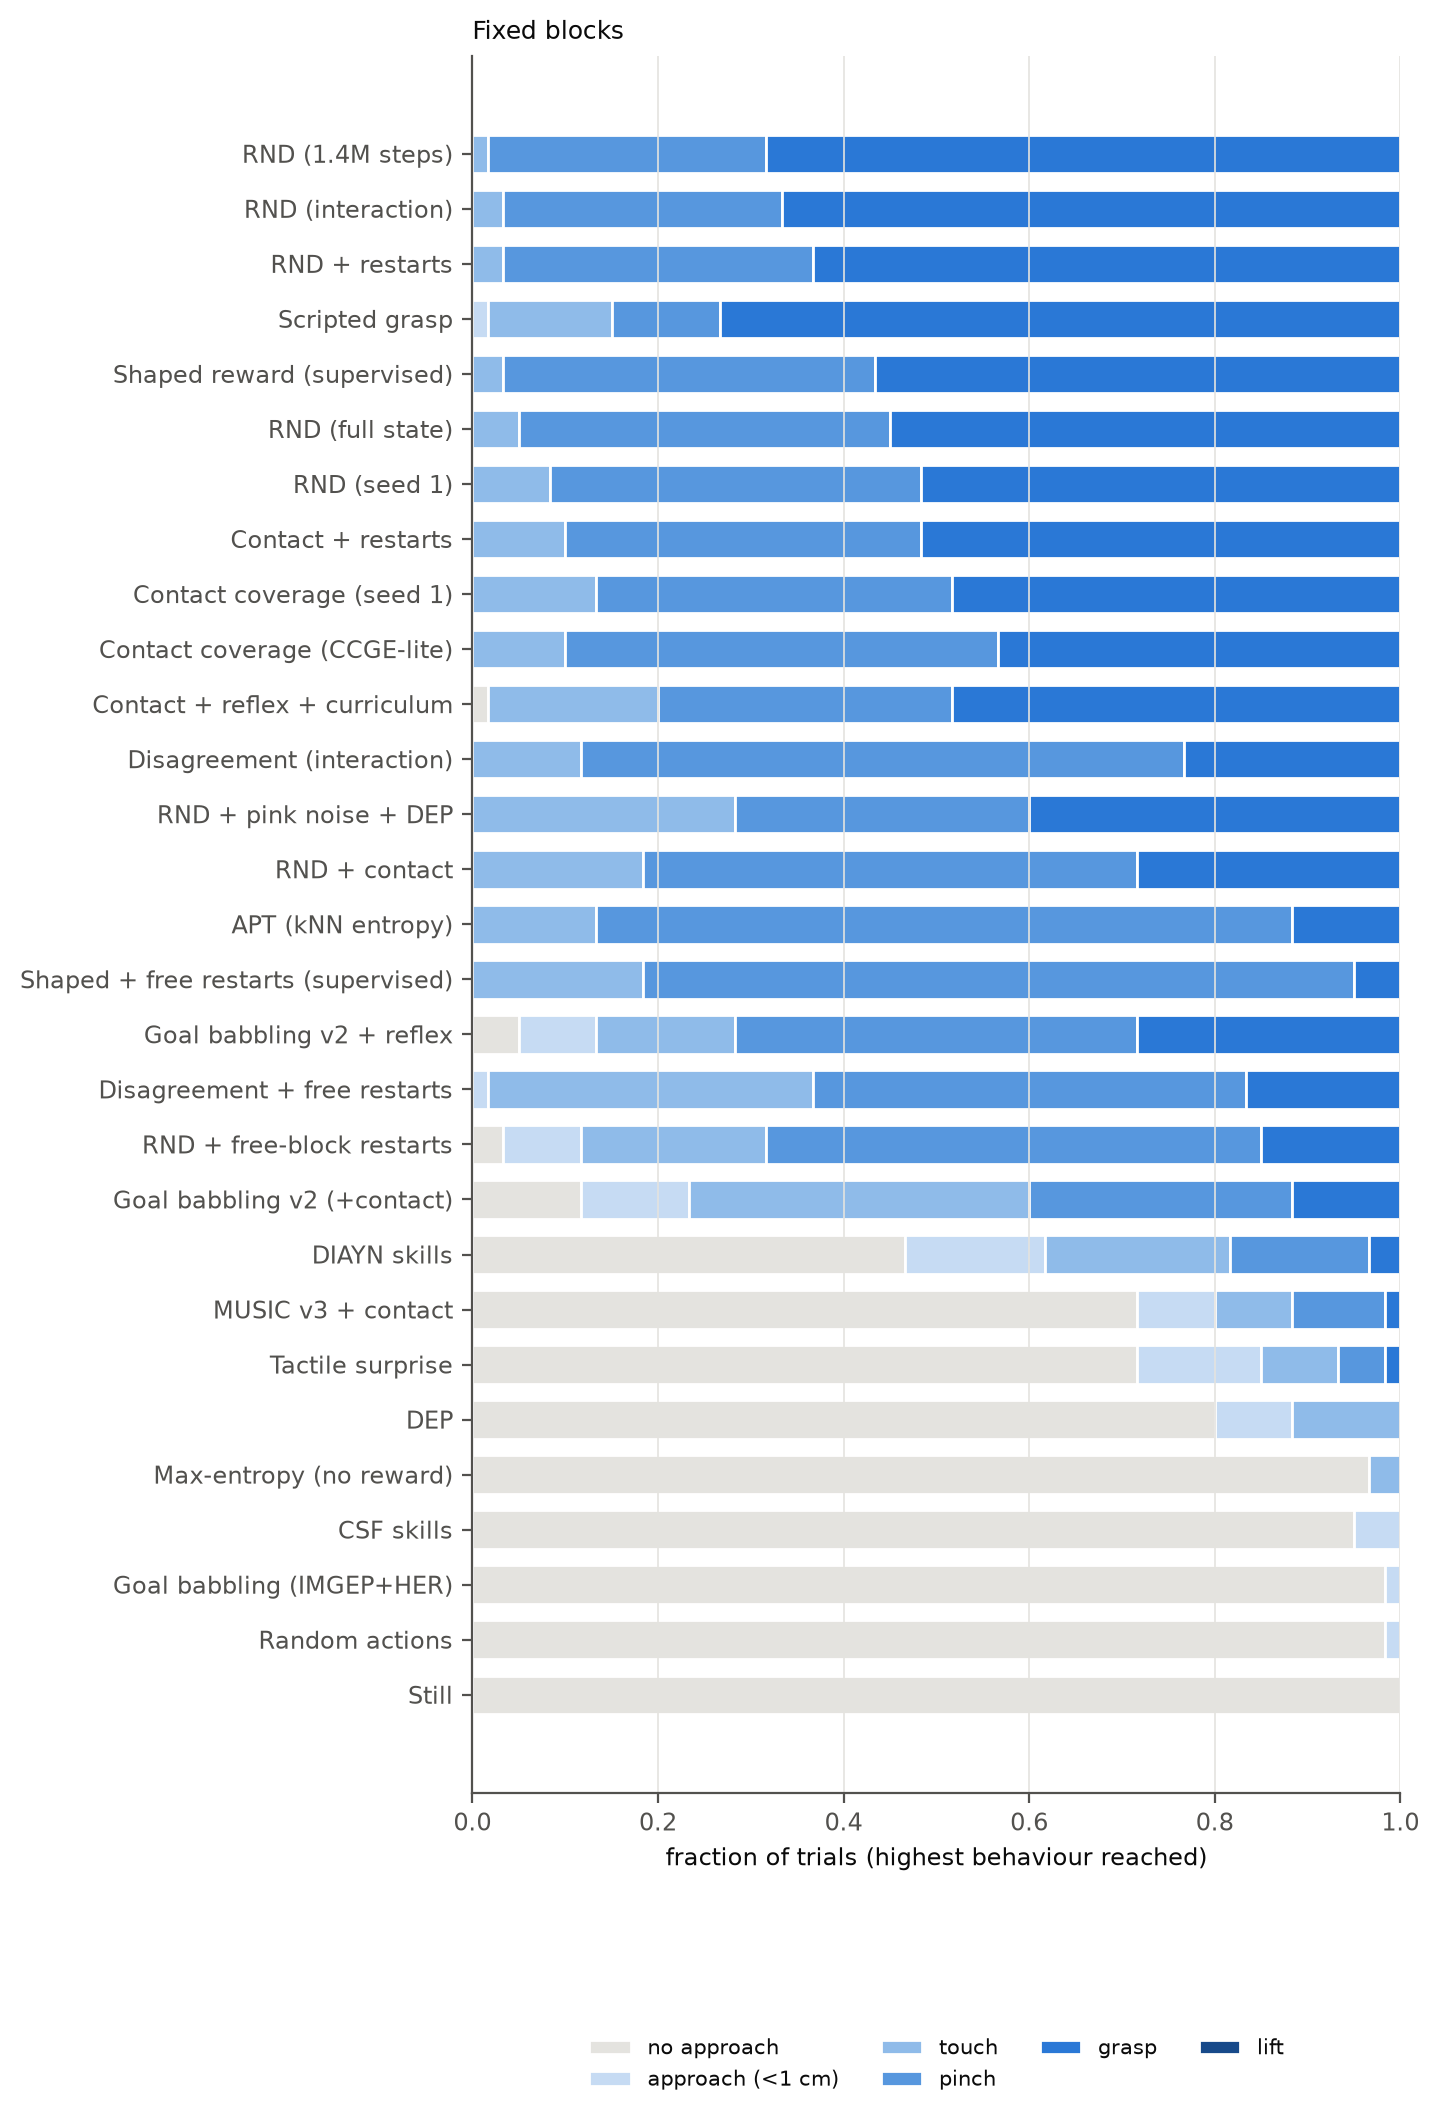 Fixed blocks
RND (1.4M steps)
RND (interaction)
RND + restarts
Scripted grasp
Shaped reward (supervised)
RND (full state)
RND (seed 1)
Contact + restarts
Contact coverage (seed 1)
Contact coverage (CCGE-lite)
Contact + reflex + curriculum
Disagreement (interaction)
RND + pink noise + DEP
RND + contact
APT (kNN entropy)
Shaped + free restarts (supervised)
Goal babbling v2 + reflex
Disagreement + free restarts
RND + free-block restarts
Goal babbling v2 (+contact)
DIAYN skills
MUSIC v3 + contact
Tactile surprise
DEP
Max-entropy (no reward)
CSF skills
Goal babbling (IMGEP+HER)
Random actions
Still
0.0 0.2 0.4 0.6 0.8 1.0
fraction of trials (highest behaviour reached)
no approach touch grasp lift
approach (<1 cm) pinch